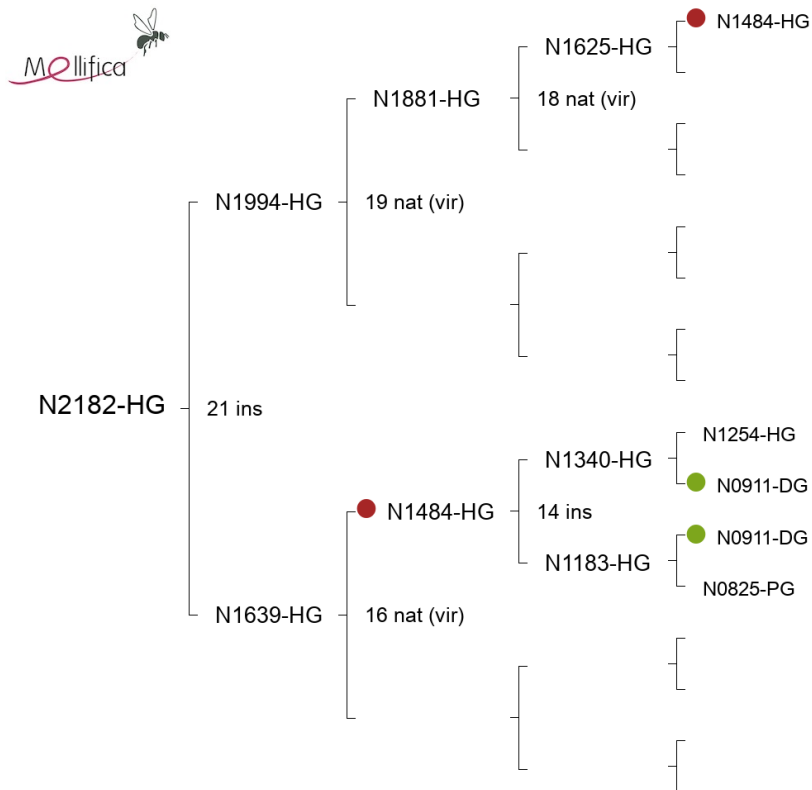 Mellifica
N1484-HG
N1625-HG
N1881-HG
18 nat (vir)
N1994-HG
19 nat (vir)
N2182-HG
21 ins
N1254-HG
N1340-HG
N0911-DG
N1484-HG
14 ins
N0911-DG
N1183-HG
N0825-PG
N1639-HG
16 nat (vir)